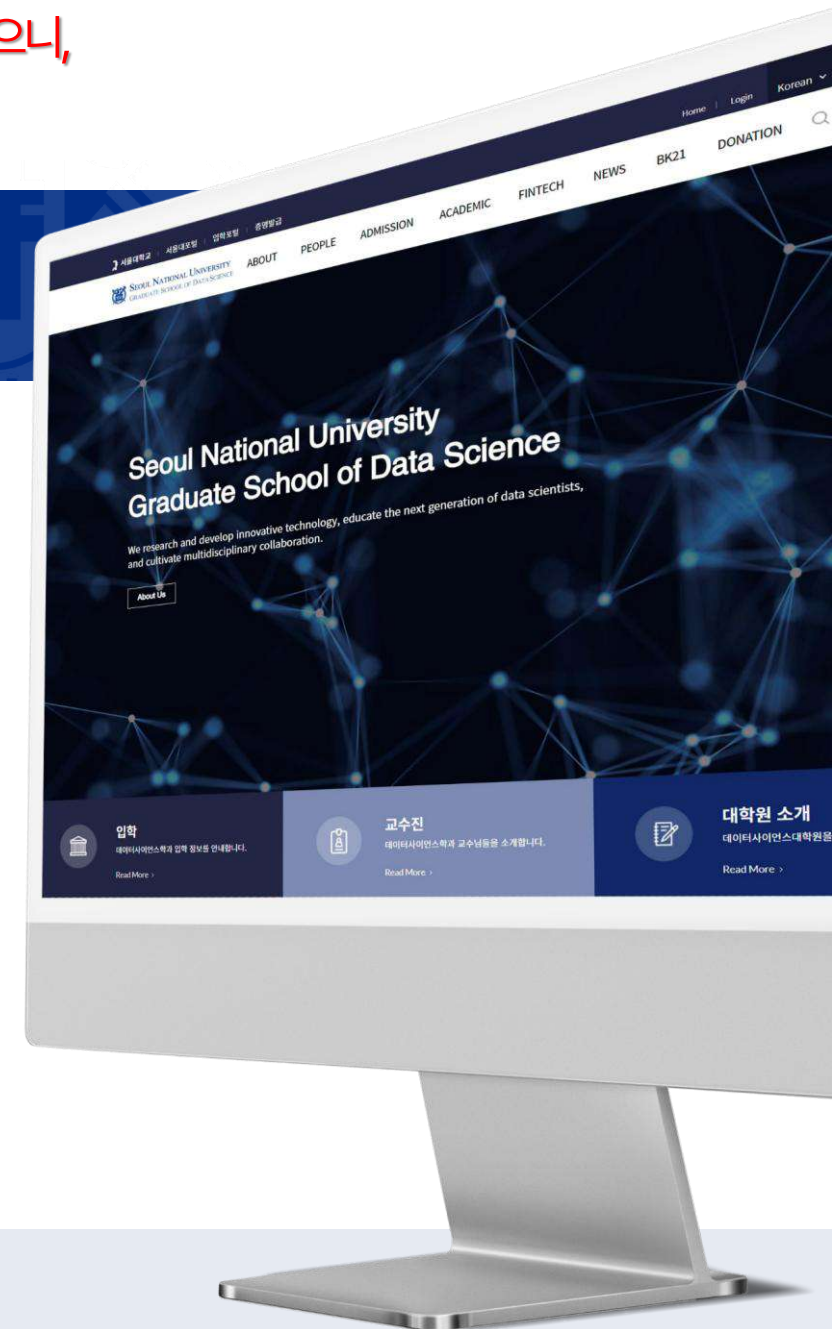 으니,
Home | Login Korean
서울대학교 | 서울대포털 | 입학포털 | 증명발급
SEOUL NATIONAL UNIVERSITY
GRADUATE SCHOOL OF DATA SCIENCE
ABOUT PEOPLE ADMISSION ACADEMIC FINTECH NEWS BK21 DONATION
Seoul National University
Graduate School of Data Science
We research and develop innovative technology, educate the next generation of data scientists,
and cultivate multidisciplinary collaboration.
About Us
입학
데이터사이언스학과 입학 정보를 안내합니다.
Read More ›
교수진
데이터사이언스학과 교수님들을 소개합니다.
Read More ›
대학원 소개
데이터사이언스대학원을
Read More ›